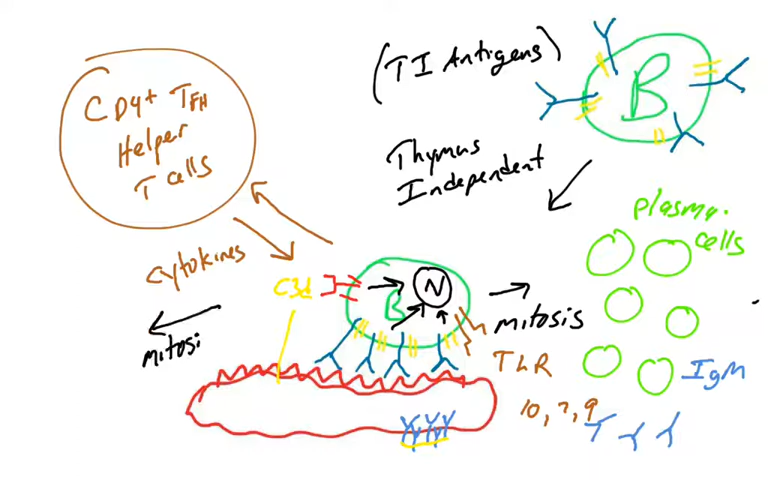 (TI Antigens)
B
CD4+ TFH
Helper
T cells
Thymus
Independent
plasma
cells
cytokines
C3d
N
B
mitosi
mitosis
TLR
IgM
10, 7, 9